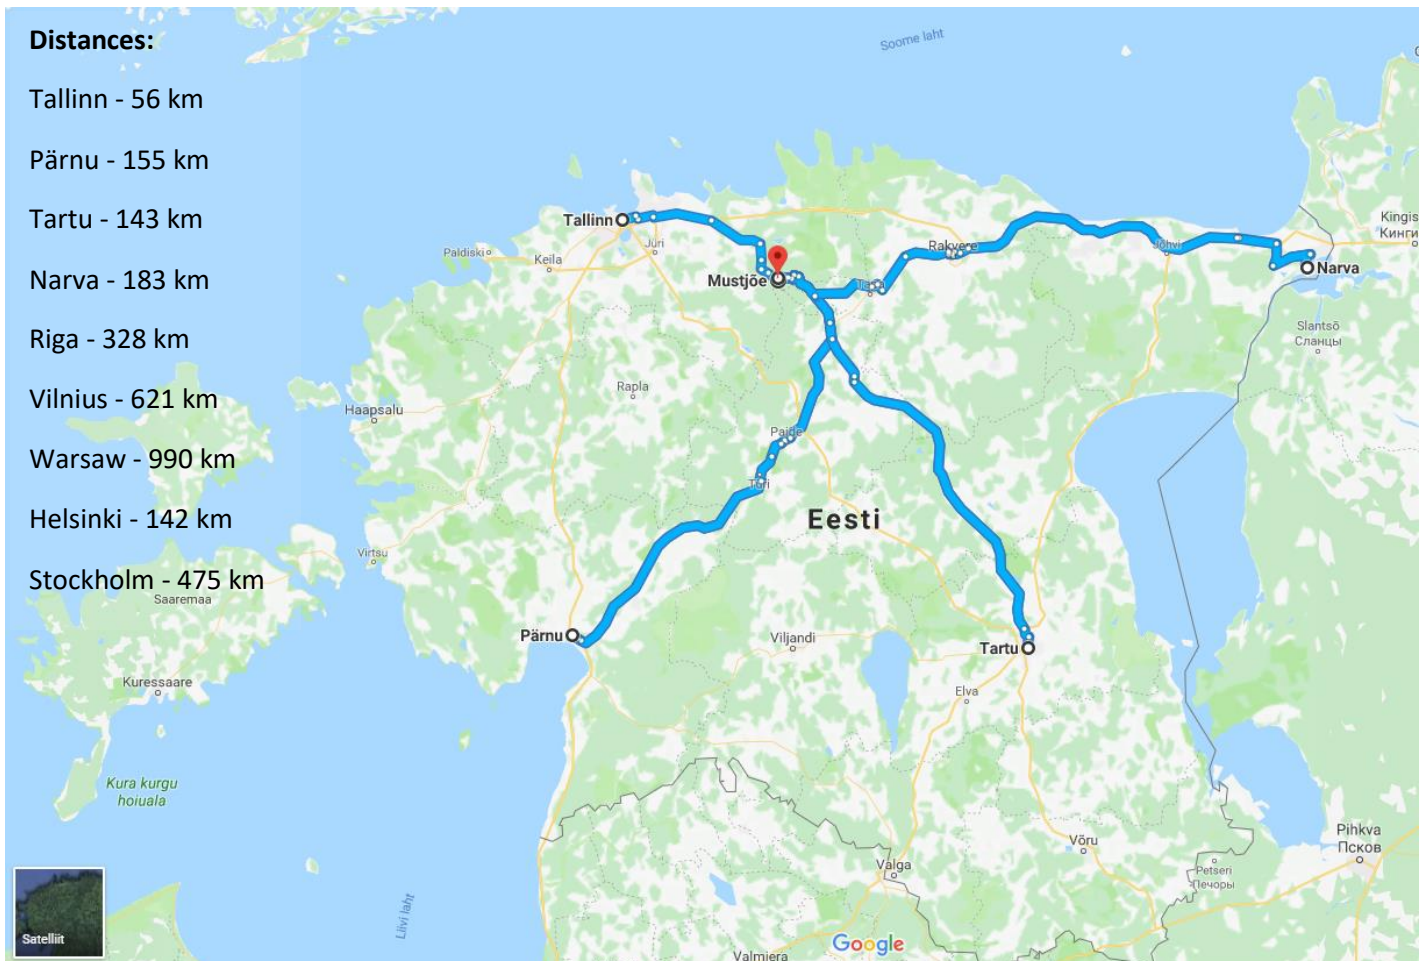 Distances:
Tallinn - 56 km
Pärnu - 155 km
Tartu - 143 km
Narva - 183 km
Riga - 328 km
Vilnius - 621 km
Warsaw - 990 km
Helsinki - 142 km
Stockholm - 475 km
Soome laht
Tallinn
Paldiski
Keila
Jüri
Mustjõe
Rakvere
Jõhvi
Narva
Kingis
Кинги
Slantsõ
Сланцы
Rapla
Haapsalu
Paide
Türi
Eesti
Virtsu
Saaremaa
Pärnu
Viljandi
Tartu
Elva
Kuressaare
Kura kurgu
hoiuala
Võru
Pihkva
Псков
Valga
Petseri
Печоры
Liivi laht
Satelliit
Google
Valmiera